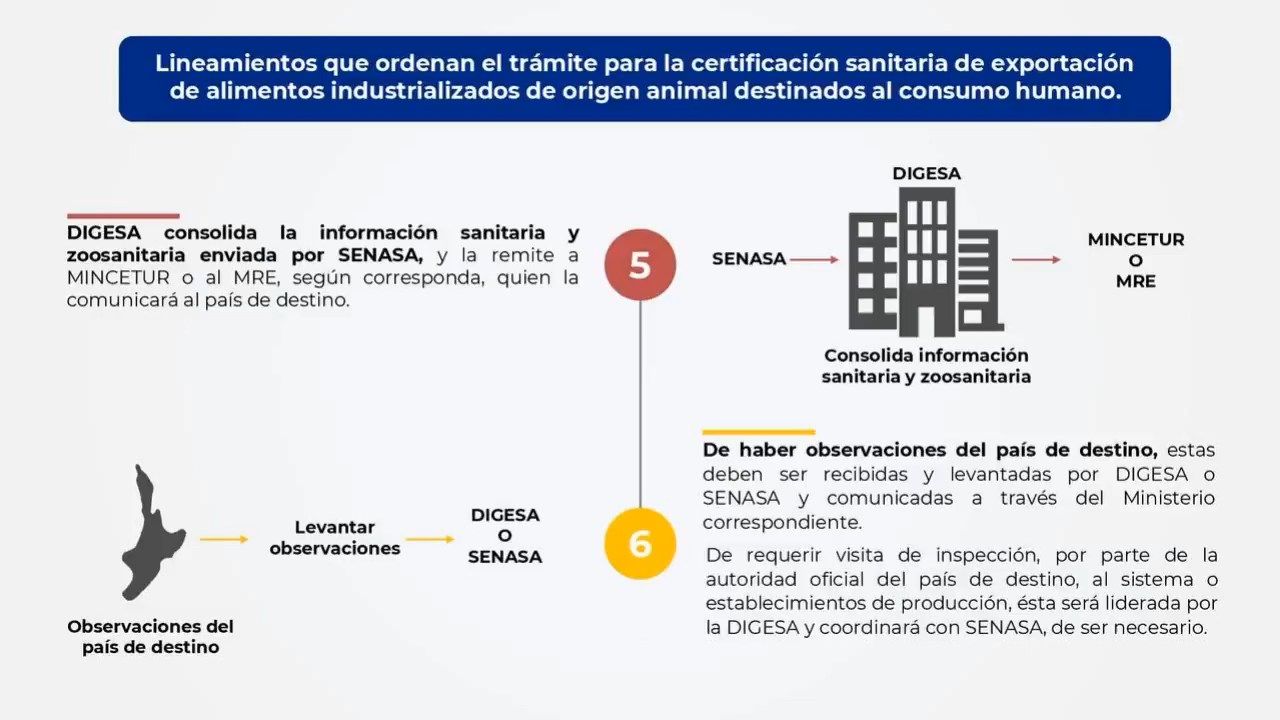 Lineamientos que ordenan el trámite para la certificación sanitaria de exportación
de alimentos industrializados de origen animal destinados al consumo humano.
DIGESA consolida la información sanitaria y
zoosanitaria enviada por SENASA, y la remite a
MINCETUR o al MRE, según corresponda, quien la
comunicará al país de destino.
5
DIGESA
SENASA
MINCETUR
O
MRE
Consolida información
sanitaria y zoosanitaria
Observaciones del
país de destino
Levantar
observaciones
DIGESA
O
SENASA
6
De haber observaciones del país de destino, estas
deben ser recibidas y levantadas por DIGESA o
SENASA y comunicadas a través del Ministerio
correspondiente.
De requerir visita de inspección, por parte de la
autoridad oficial del país de destino, al sistema o
establecimientos de producción, ésta será liderada por
la DIGESA y coordinará con SENASA, de ser necesario.